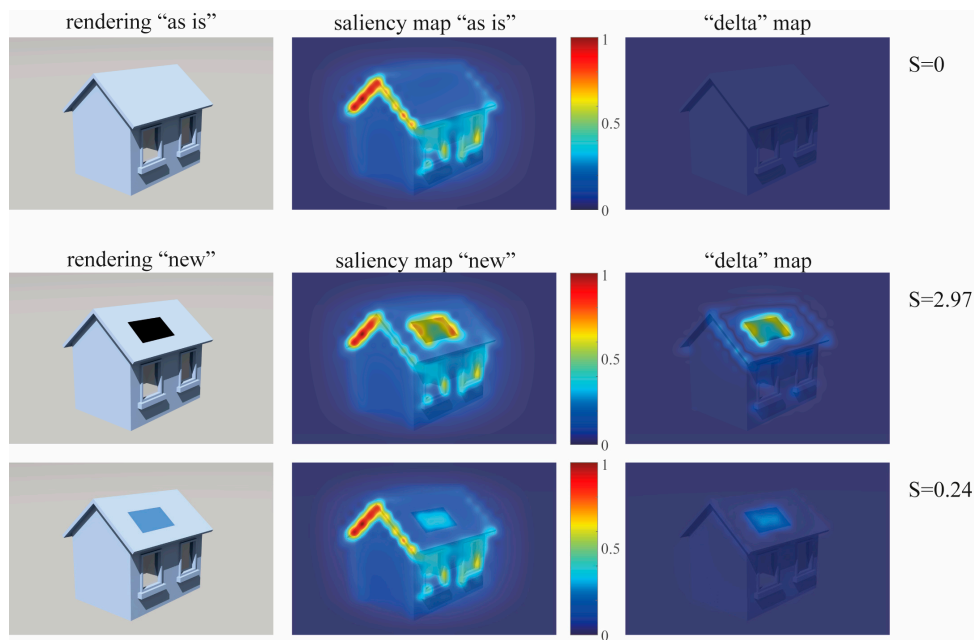 rendering “as is”
saliency map “as is”
“delta” map
1
0.5
0
S=0
rendering “new”
saliency map “new”
“delta” map
1
0.5
0
S=2.97
1
0.5
0
S=0.24